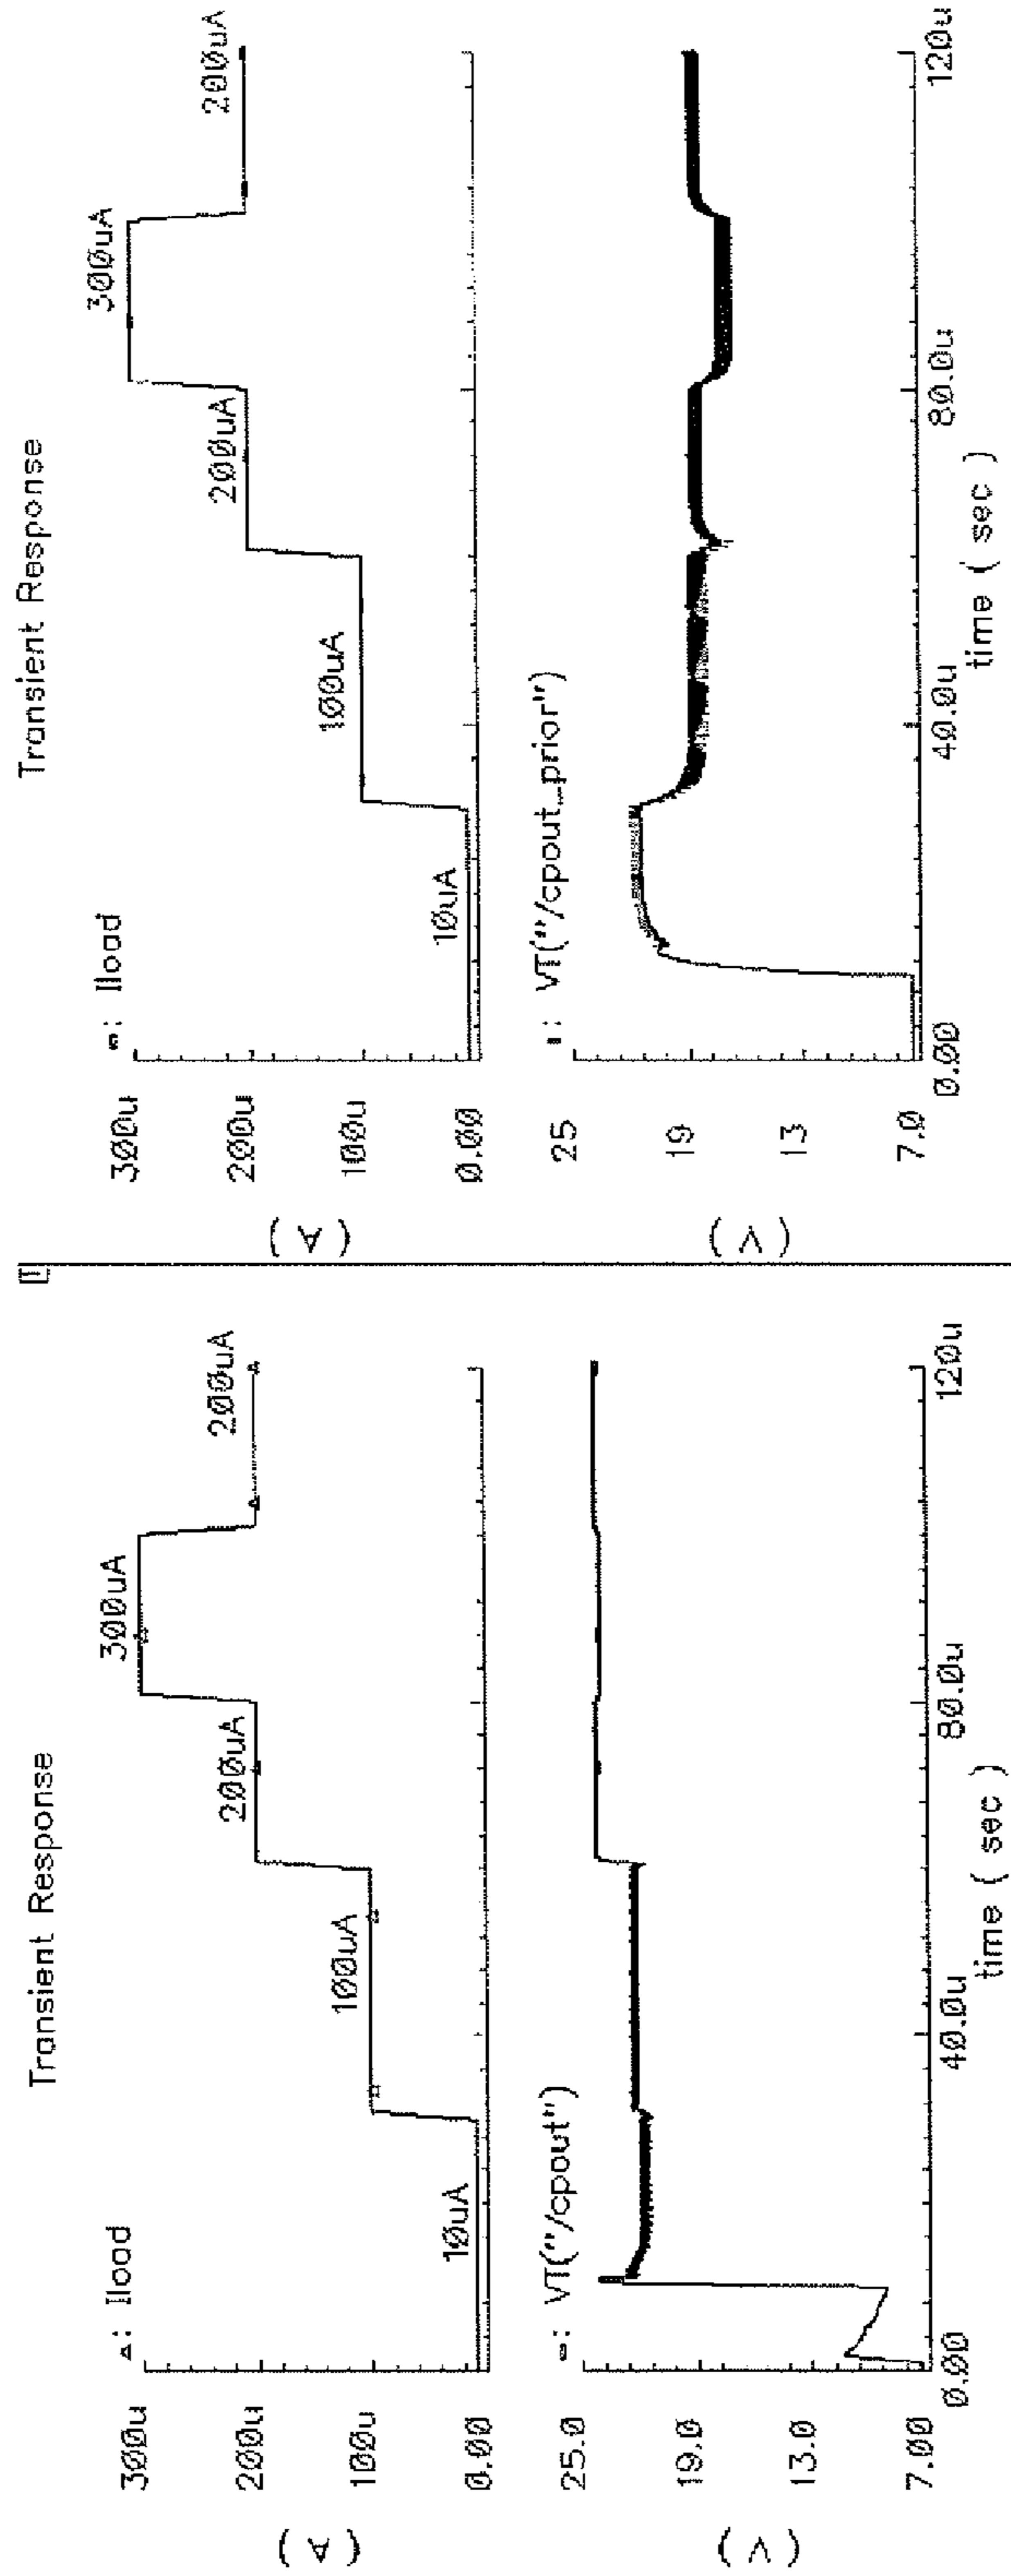 Transient Response
△: Iload
(A)
300u
200u
100u
0.00
10uA
100uA
200uA
300uA
200uA
▭: VT("/cpout")
(V)
25.0
19.0
13.0
7.00
0.00
40.0u
80.0u
120u
time ( sec )
1
Transient Response
Iload
(A)
300u
200u
100u
0.00
10uA
100uA
200uA
300uA
200uA
VT("/cpout_prior")
(V)
25
19
13
7.0
0.00
40.0u
80.0u
120u
time ( sec )